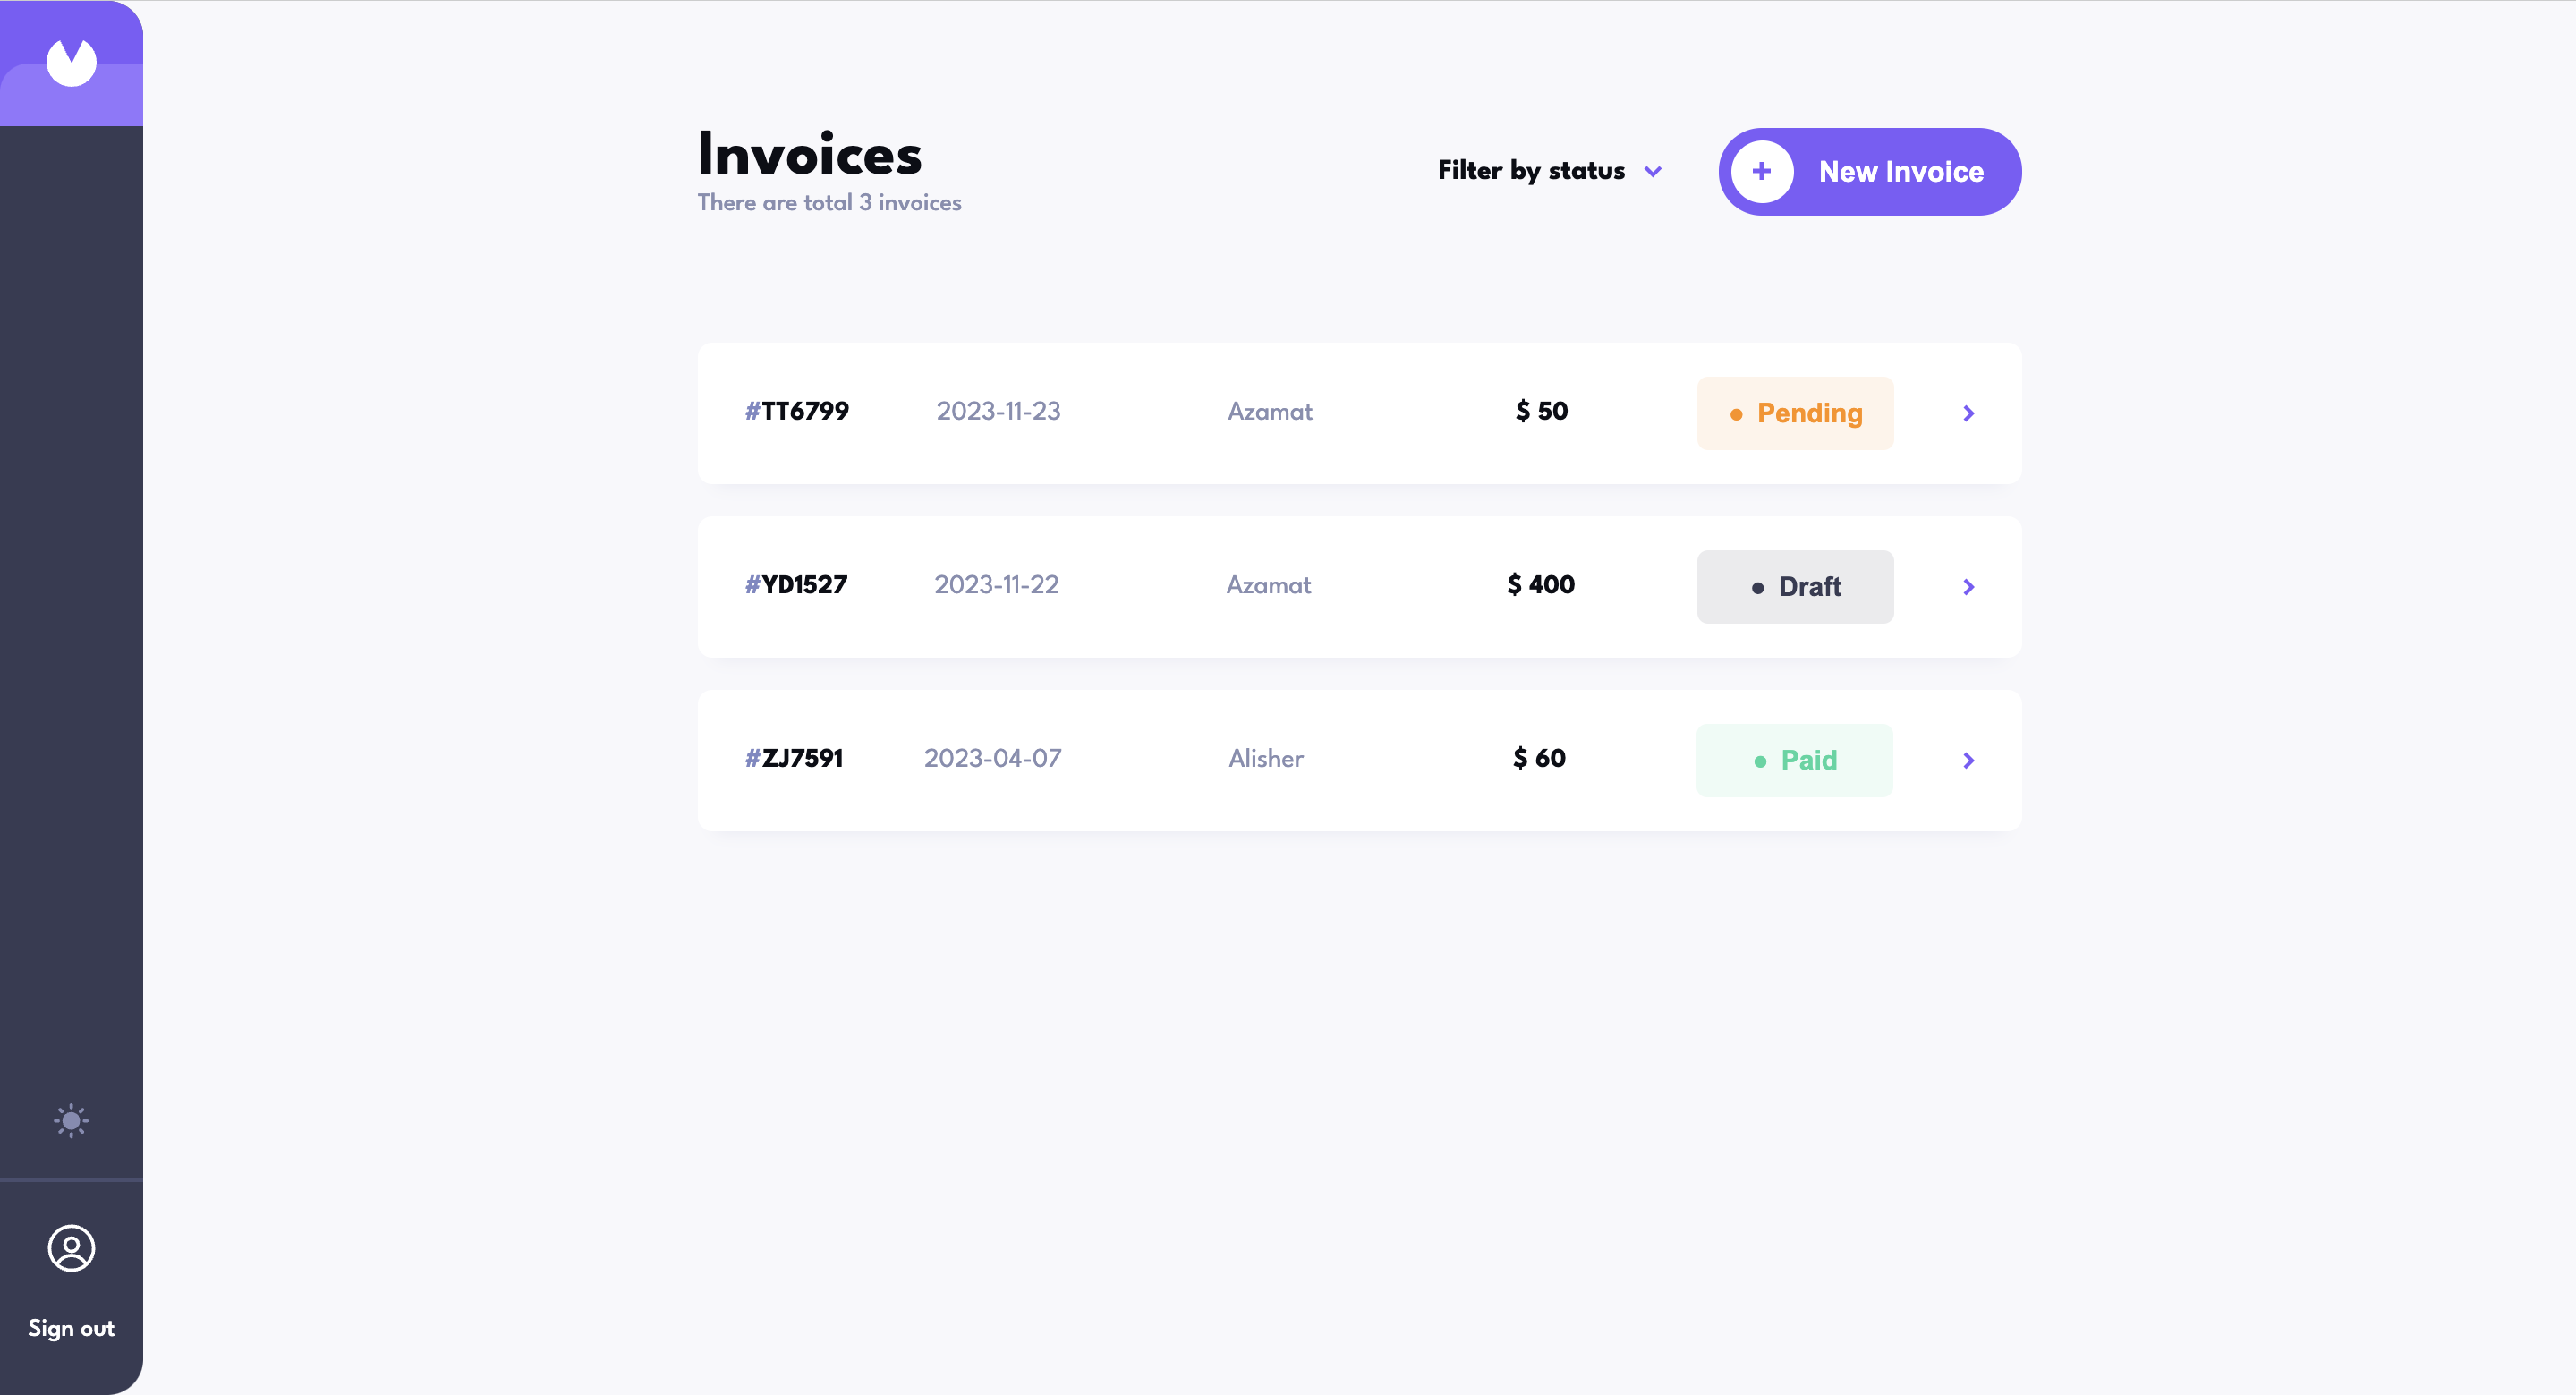 Invoices
There are total 3 invoices
Filter by status
+ New Invoice
#TT6799 2023-11-23 Azamat $ 50 Pending
#YD1527 2023-11-22 Azamat $ 400 Draft
#ZJ7591 2023-04-07 Alisher $ 60 Paid
Sign out